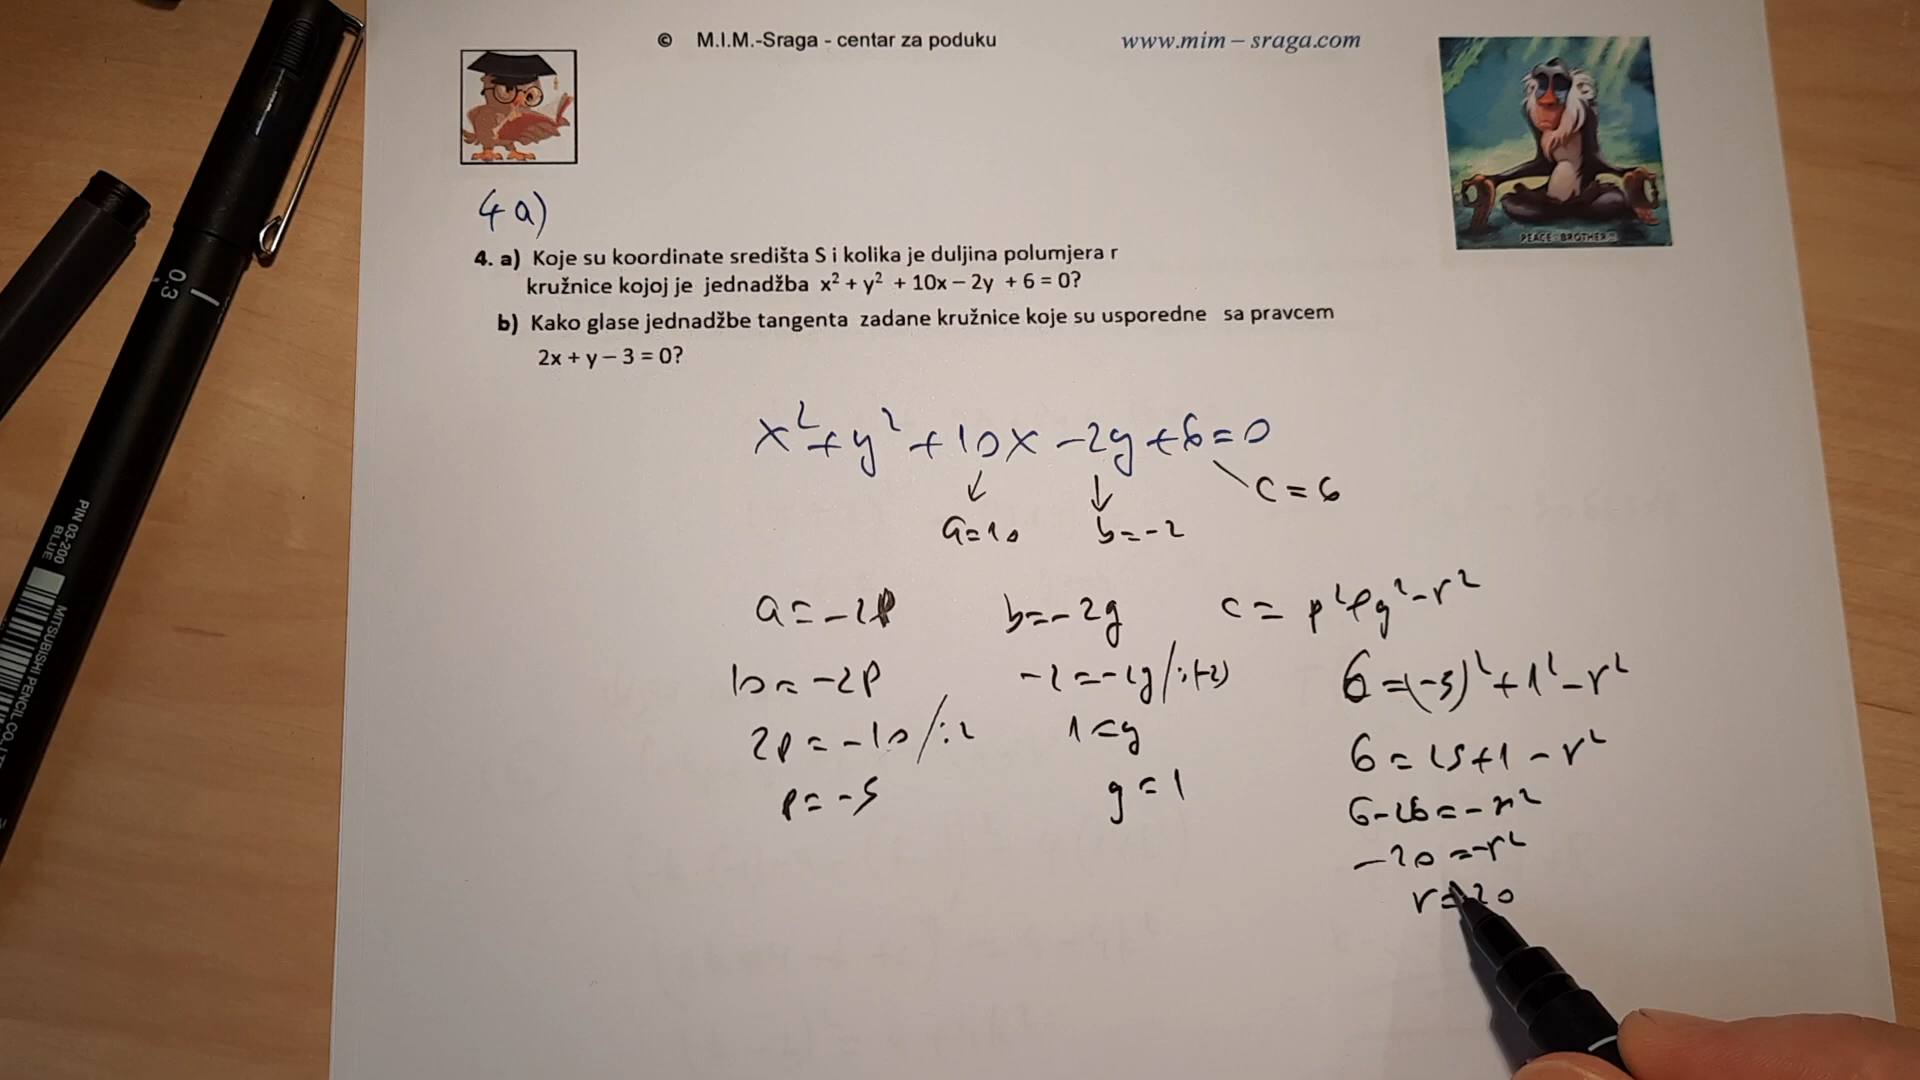 © M.I.M.-Sraga - centar za poduku www.mim-sraga.com
PEACE BROTHER!!
4a)
4. a) Koje su koordinate središta S i kolika je duljina polumjera r
kružnice kojoj je jednadžba x² + y² + 10x – 2y + 6 = 0?
b) Kako glase jednadžbe tangenta zadane kružnice koje su usporedne sa pravcem
2x + y – 3 = 0?
x²+y²+10x-2y+6=0
c=6
a=10 b=-2
a=-2p b=-2q c=p²+q²-r²
10=-2p -2=-2q/:(-2) 6=(-5)²+1²-r²
2p=-10/:2 1=q 6=25+1-r²
p=-5 q=1 6-26=-r²
-20=-r²
r=20
0.3
PIN 03-200
BLUE
MITSUBISHI PENCIL CO.,